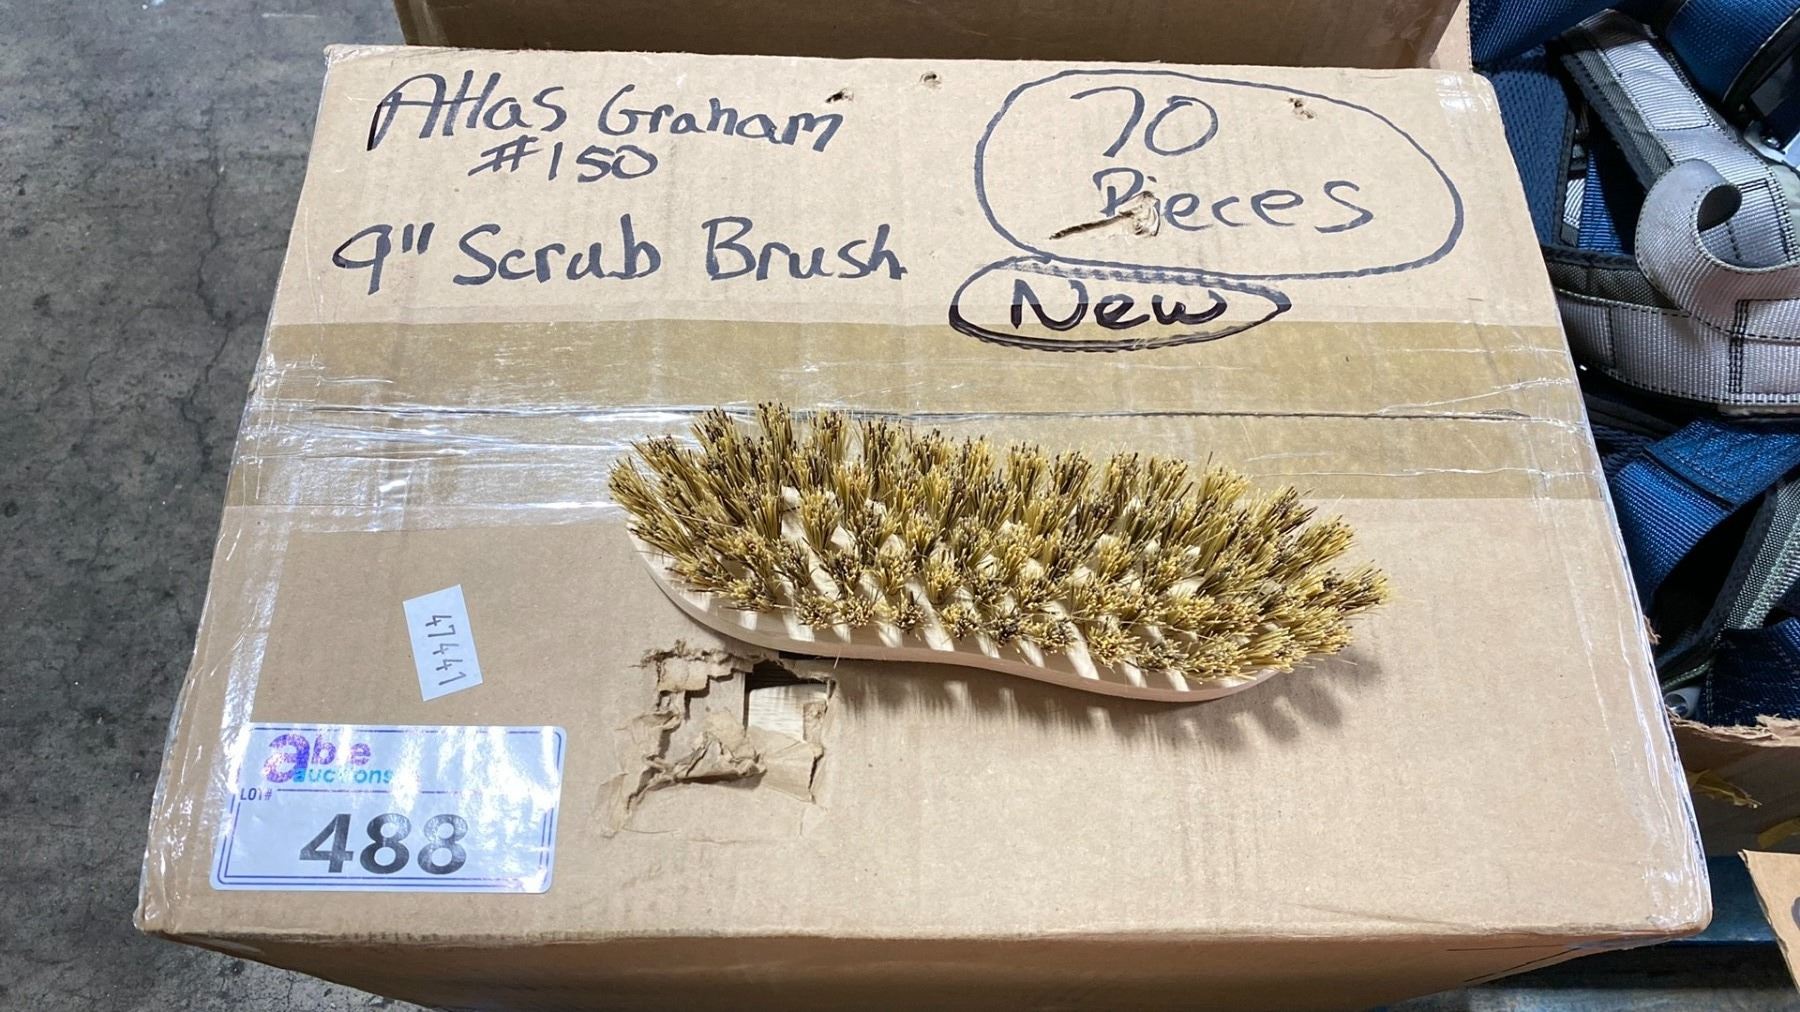 Atlas Graham
#150
9" Scrub Brush
70
Pieces
New
47441
able
auctions
LOT#
488